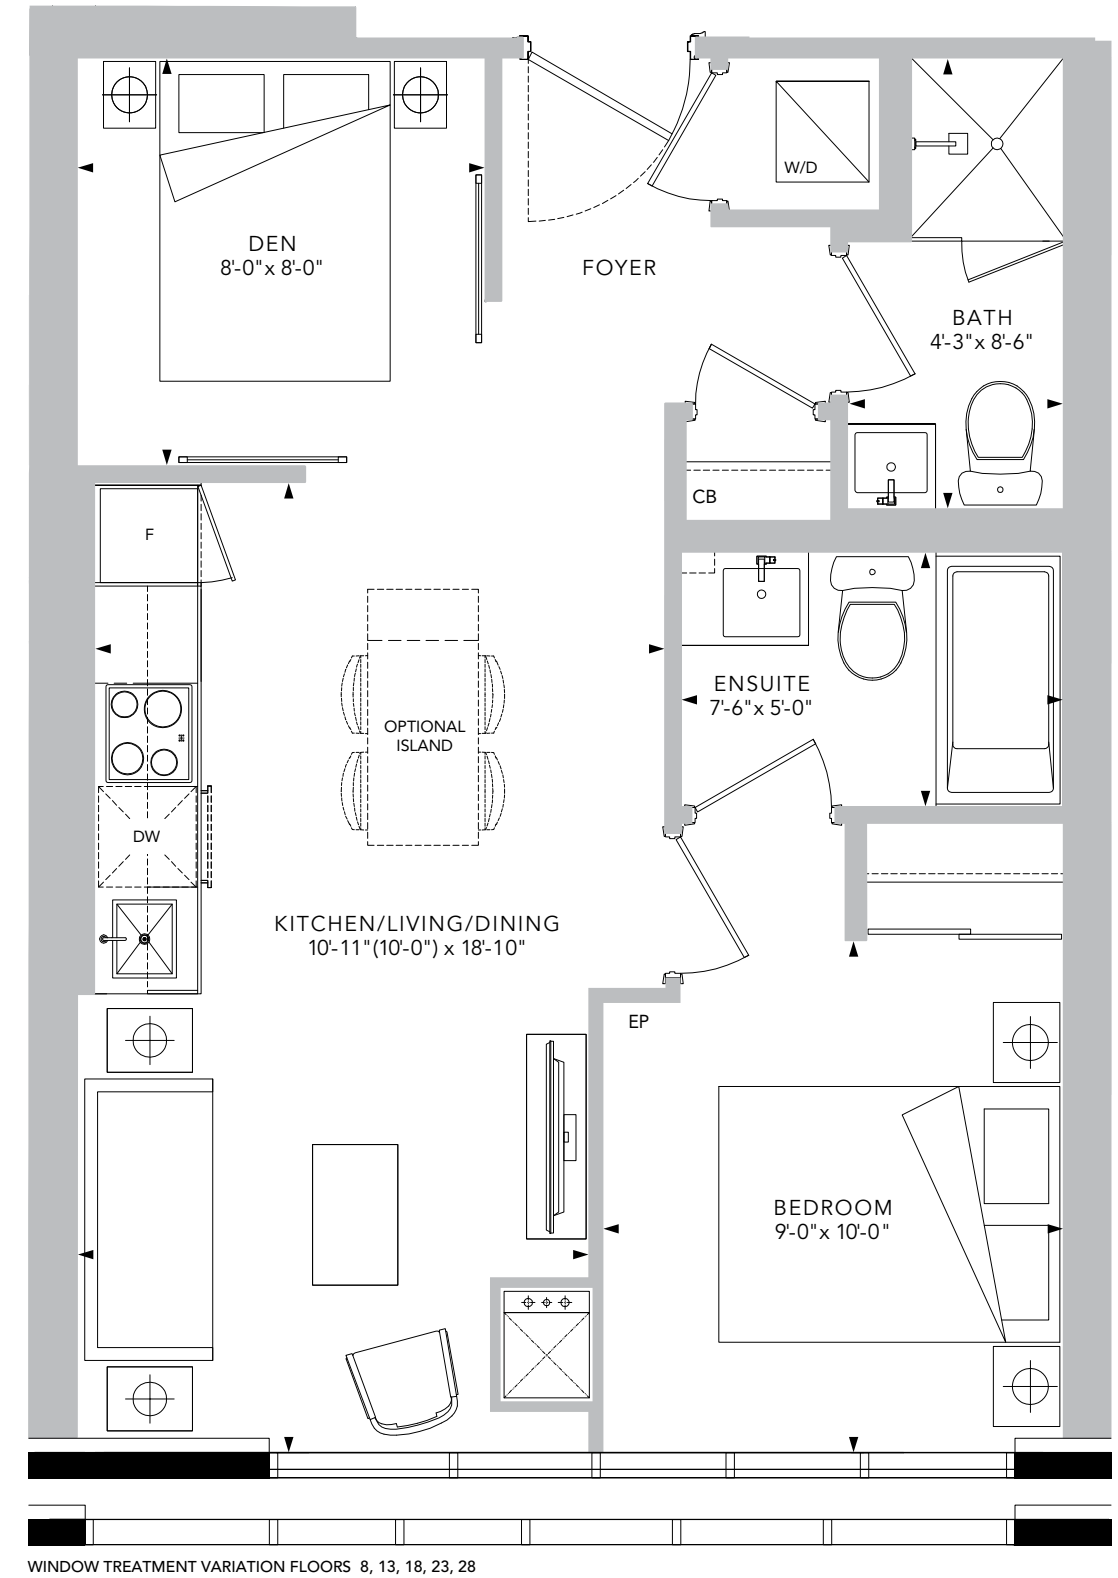 W/D
DEN
8'-0"x 8'-0"
FOYER
BATH
4'-3"x 8'-6"
CB
F
ENSUITE
7'-6"x 5'-0"
OPTIONAL
ISLAND
DW
KITCHEN/LIVING/DINING
10'-11"(10'-0") x 18'-10"
EP
BEDROOM
9'-0"x 10'-0"
WINDOW TREATMENT VARIATION FLOORS 8, 13, 18, 23, 28